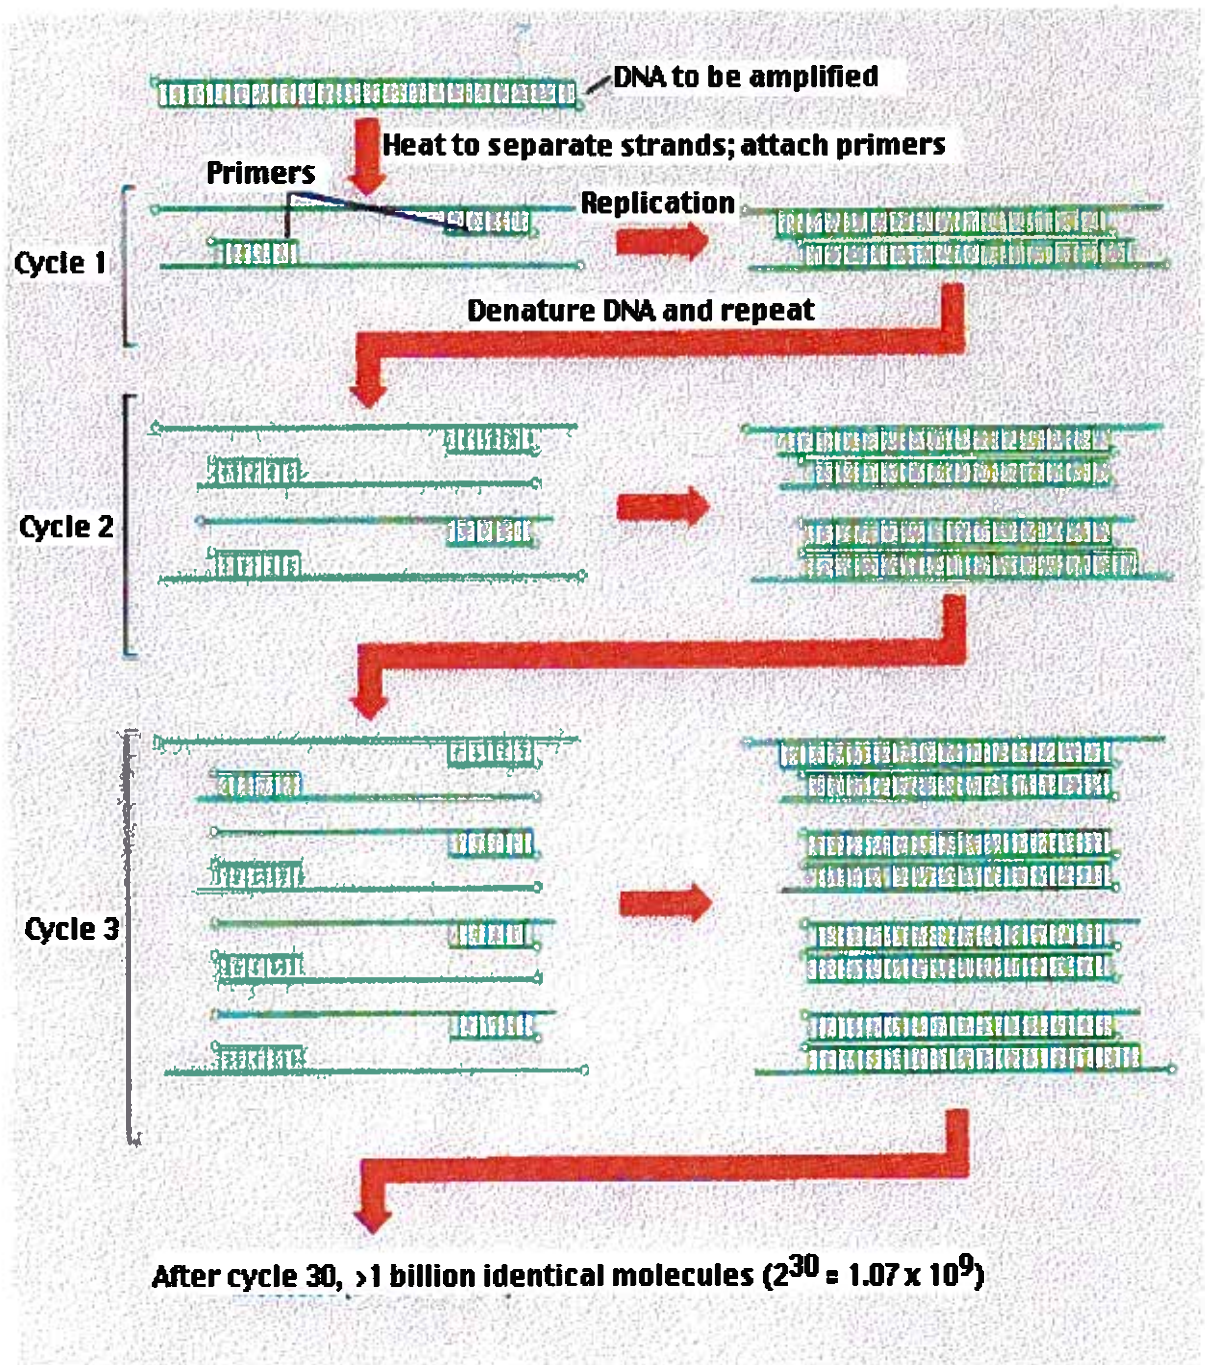 DNA to be amplified
Heat to separate strands; attach primers
Primers
Replication
Cycle 1
Denature DNA and repeat
Cycle 2
Cycle 3
After cycle 30, >1 billion identical molecules (2³⁰ = 1.07 x 10⁹)